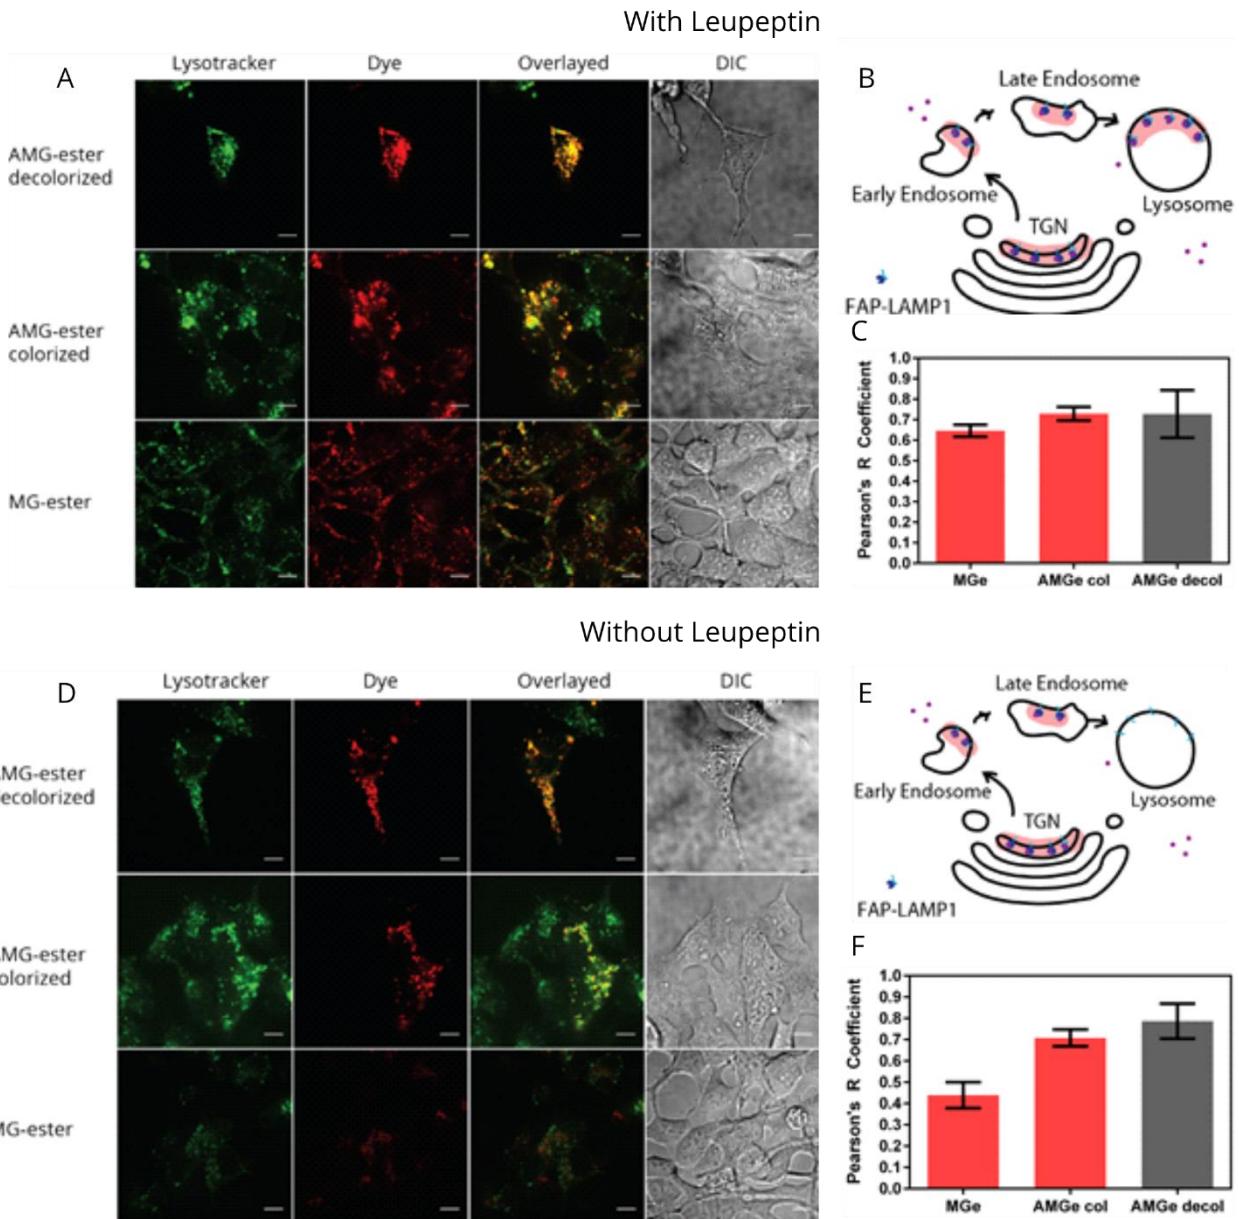 With Leupeptin
A
Lysotracker
Dye
Overlayed
DIC
AMG-ester
decolorized
AMG-ester
colorized
MG-ester
B
Late Endosome
Early Endosome
Lysosome
TGN
FAP-LAMP1
C
Pearson's R Coefficient
1.0
0.9
0.8
0.7
0.6
0.5
0.4
0.3
0.2
0.1
0.0
MGe
AMGe col
AMGe decol
Without Leupeptin
D
Lysotracker
Dye
Overlayed
DIC
MG-ester
ecolorized
MG-ester
olorized
MG-ester
E
Late Endosome
Early Endosome
Lysosome
TGN
FAP-LAMP1
F
Pearson's R Coefficient
1.0
0.9
0.8
0.7
0.6
0.5
0.4
0.3
0.2
0.1
0.0
MGe
AMGe col
AMGe decol